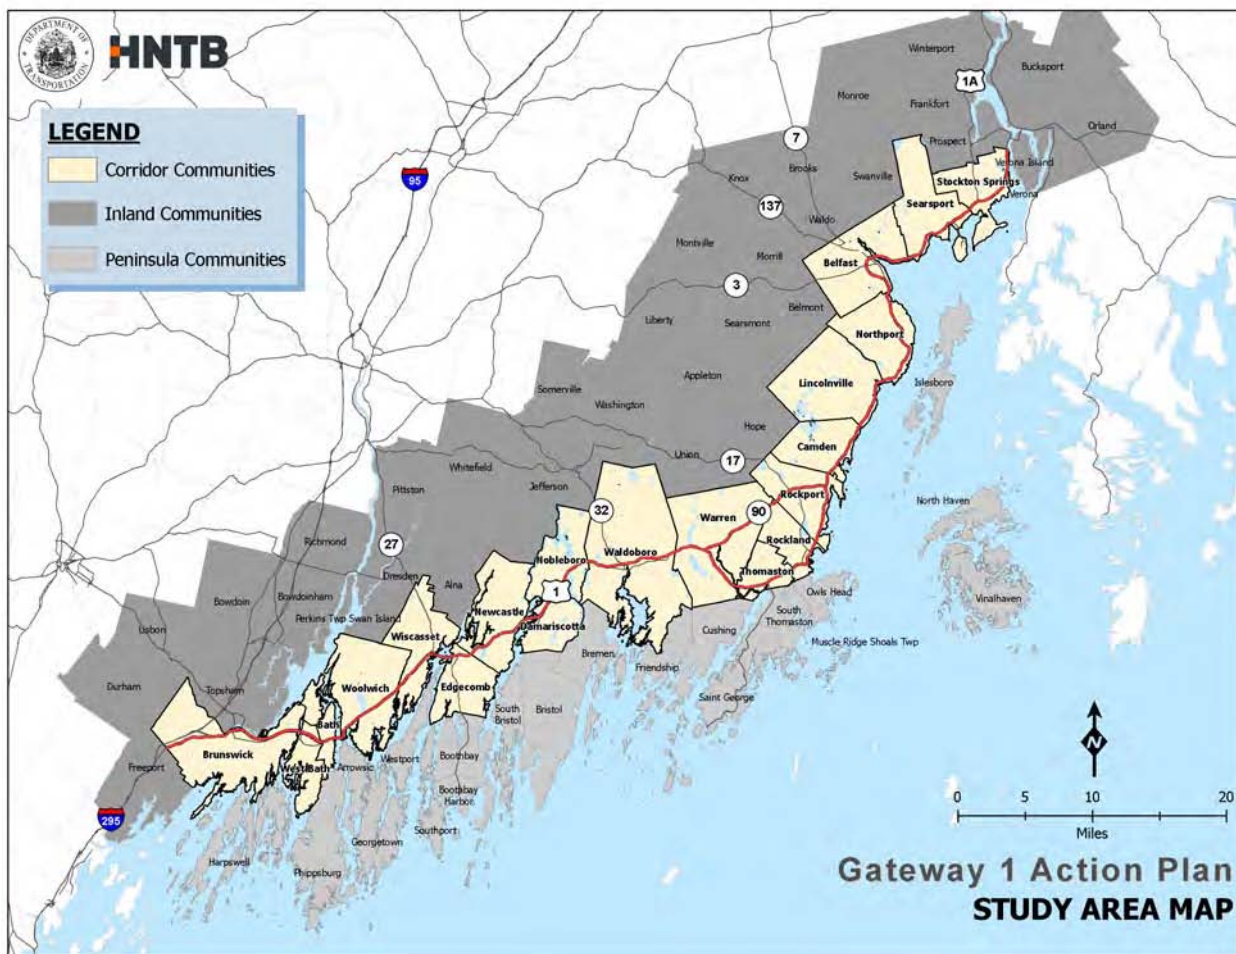 DEPARTMENT OF
TRANSPORTATION
HNTB
LEGEND
Corridor Communities
Inland Communities
Peninsula Communities
95
Winterport
Bucksport
1A
Monroe
Frankfort
Orland
7
Prospect
Brooks
Verona Island
Knox
Swanville
Stockton Springs
Verona
Searsport
137
Waldo
Montville
Morrill
Belfast
3
Belmont
Liberty
Searsmont
Northport
Appleton
Lincolnville
Islesboro
Somerville
Washington
Hope
Camden
Union
17
Whitefield
Jefferson
Pittston
Rockport
North Haven
32
Warren
90
Richmond
27
Rockland
Nobleboro
Waldoboro
Thomaston
Dresden
Alna
1
Owls Head
Vinalhaven
Bowdoin
Bowdoinham
Newcastle
South
Thomaston
Perkins Twp Swan Island
Damariscotta
Lisbon
Wiscasset
Cushing
Muscle Ridge Shoals Twp
Bremen
Friendship
Durham
Topsham
Woolwich
Edgecomb
Saint George
South
Bristol
Bristol
Bath
Brunswick
Westport
Boothbay
Freeport
West Bath
Arrowsic
Boothbay
Harbor
295
Southport
Georgetown
Harpswell
Phippsburg
N
0 5 10 20
Miles
Gateway 1 Action Plan
STUDY AREA MAP